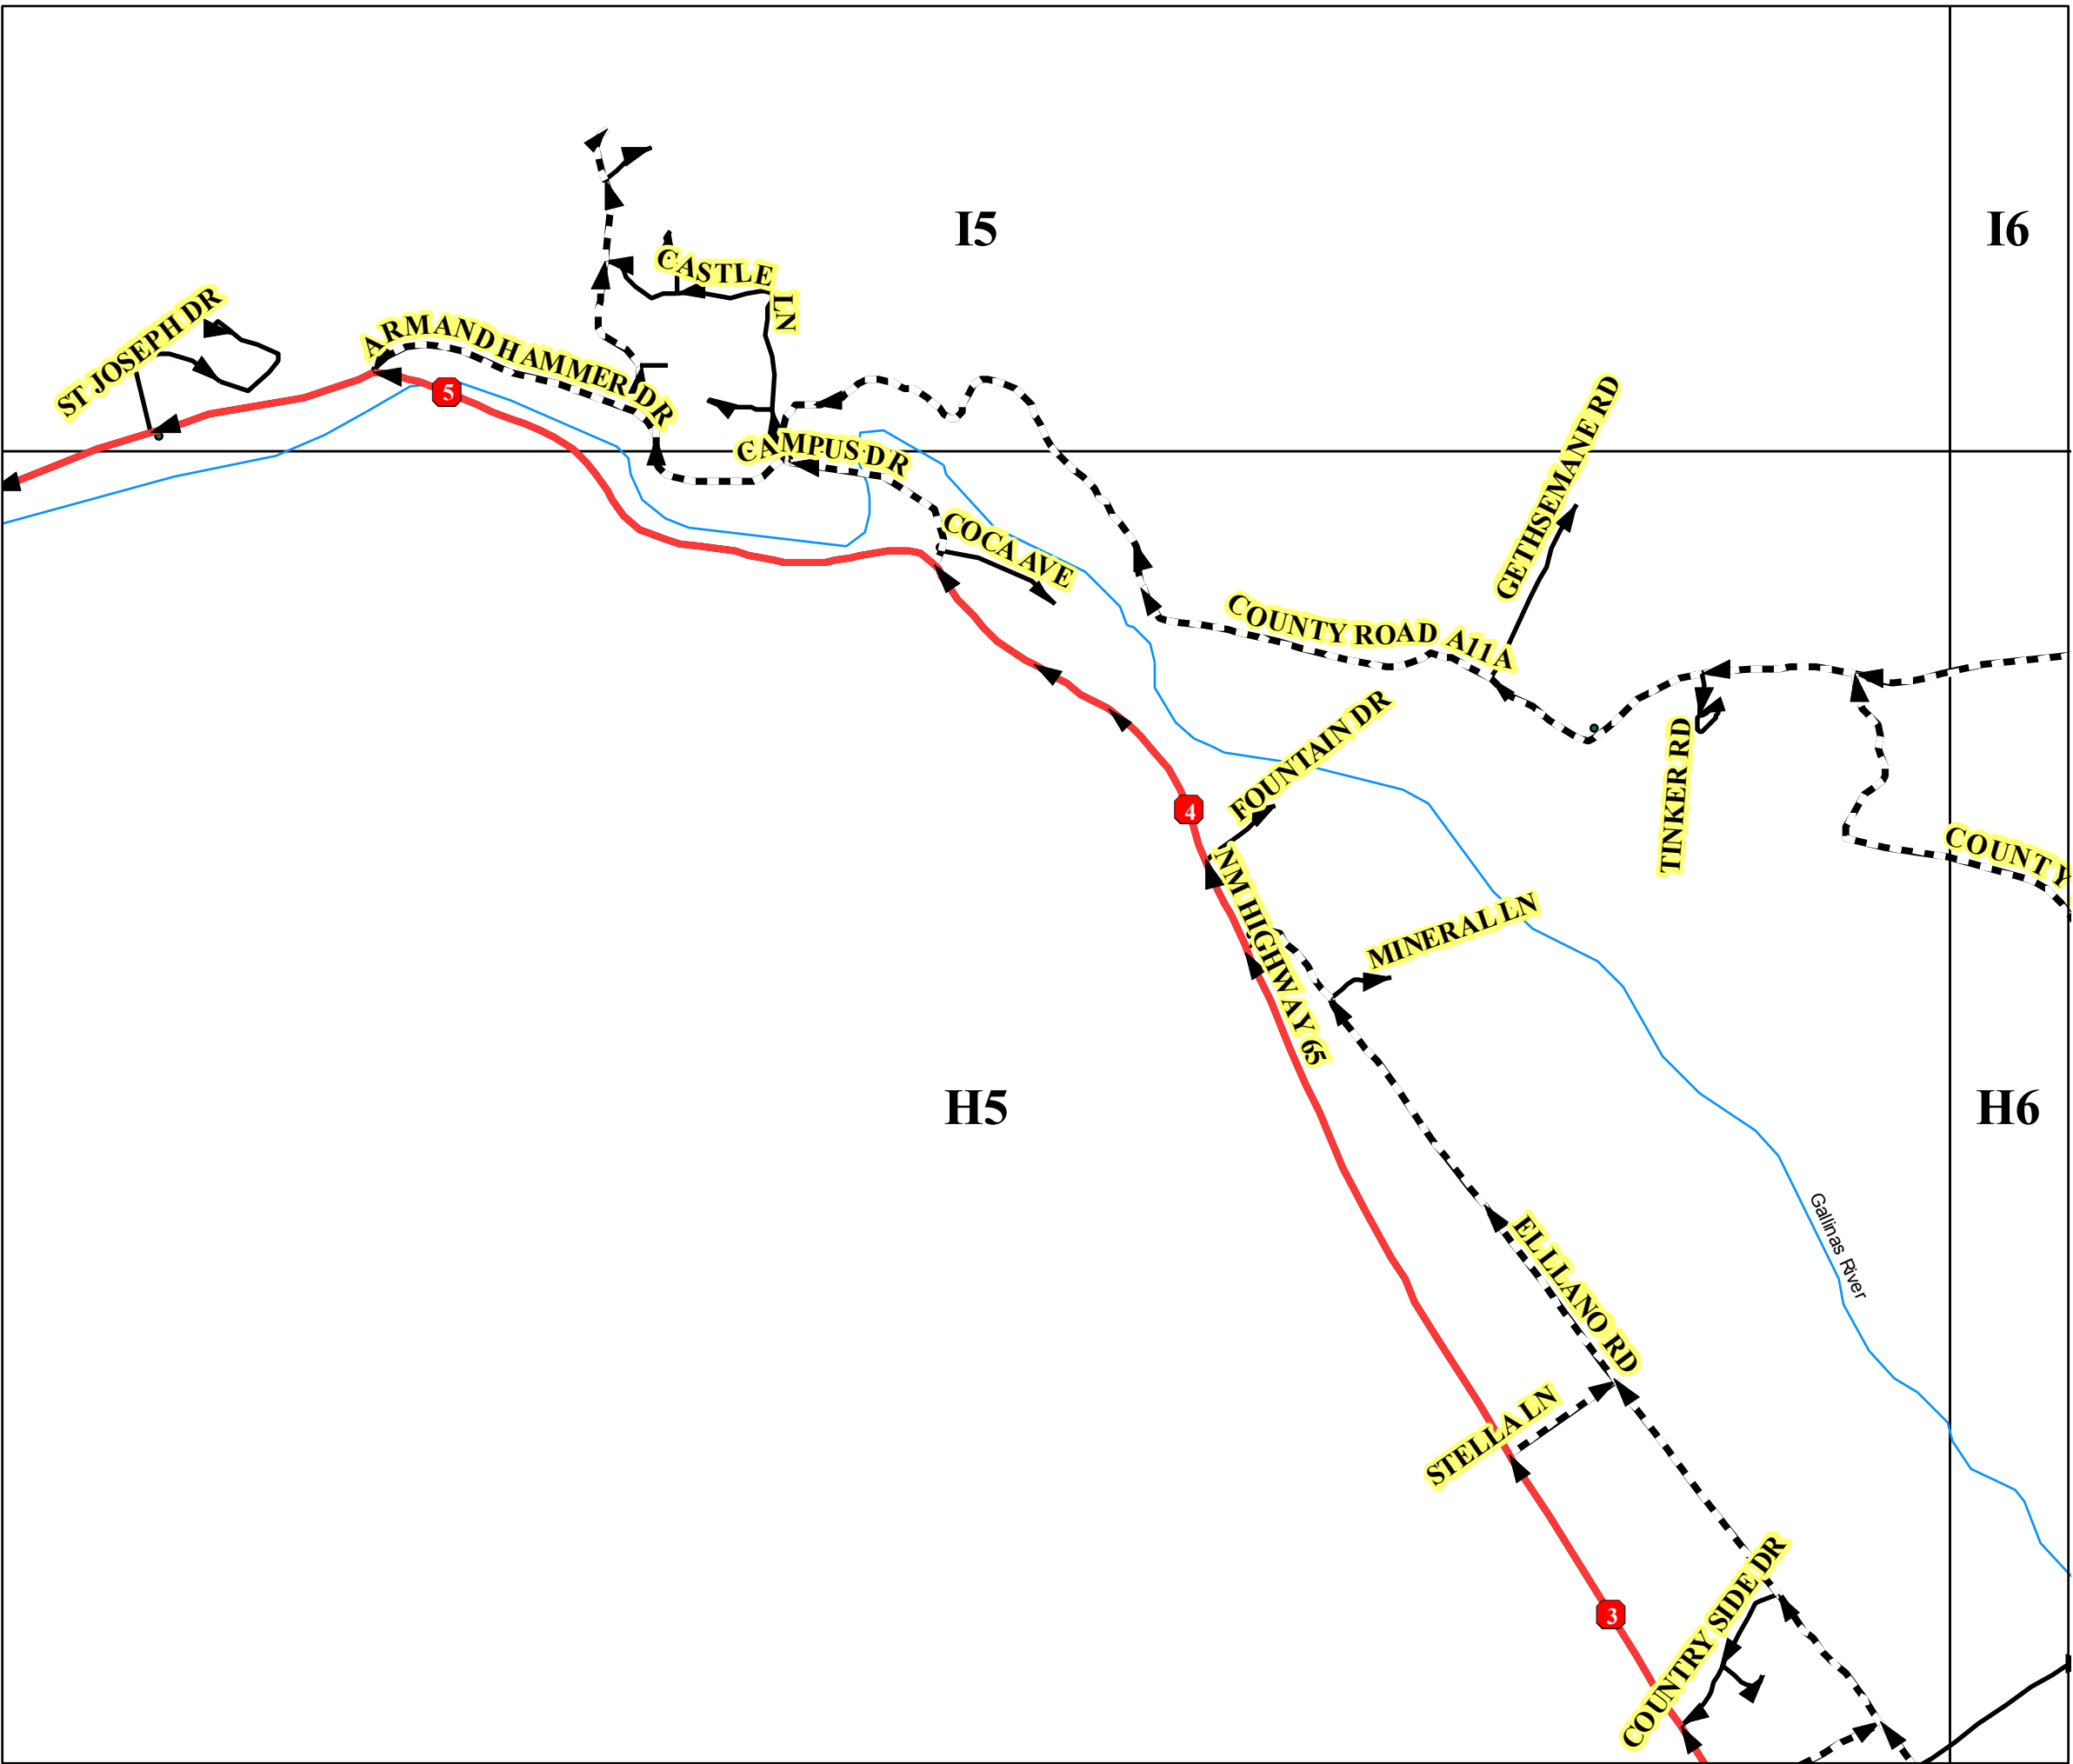 I5
I6
CASTLE LN
ST JOSEPH DR
ARMAND HAMMER DR
5
CAMPUS DR
COCA AVE
GETHSEMANE RD
COUNTY ROAD A11A
FOUNTAIN DR
TINKER RD
4
COUNTY
NM HIGHWAY 65
MINERAL LN
H5
H6
Gallinas River
EL LLANO RD
STELLA LN
COUNTRY SIDE DR
3